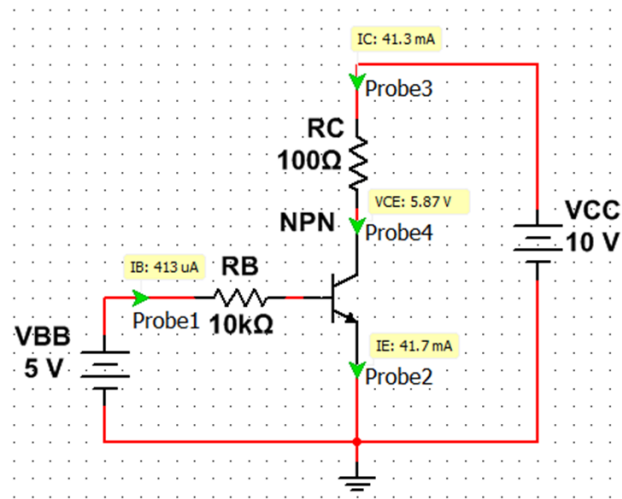 IC: 41.3 mA
Probe3
RC
100Ω
VCE: 5.87 V
NPN
Probe4
VCC
10 V
IB: 413 uA
RB
Probe1
10kΩ
VBB
5 V
IE: 41.7 mA
Probe2